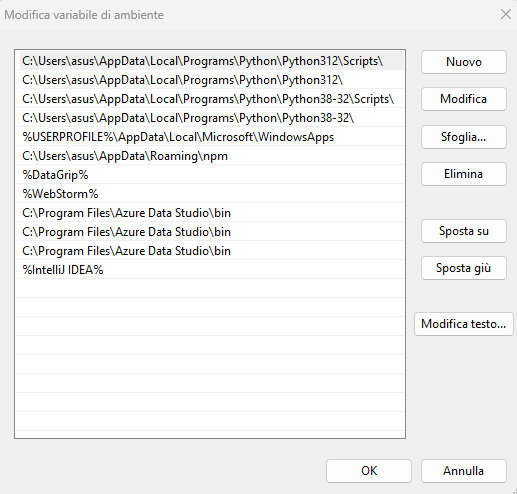 Modifica variabile di ambiente
C:\Users\asus\AppData\Local\Programs\Python\Python312\Scripts\
C:\Users\asus\AppData\Local\Programs\Python\Python312\
C:\Users\asus\AppData\Local\Programs\Python\Python38-32\Scripts\
C:\Users\asus\AppData\Local\Programs\Python\Python38-32\
%USERPROFILE%\AppData\Local\Microsoft\WindowsApps
C:\Users\asus\AppData\Roaming\npm
%DataGrip%
%WebStorm%
C:\Program Files\Azure Data Studio\bin
C:\Program Files\Azure Data Studio\bin
C:\Program Files\Azure Data Studio\bin
%IntelliJ IDEA%
Nuovo
Modifica
Sfoglia...
Elimina
Sposta su
Sposta giù
Modifica testo...
OK
Annulla